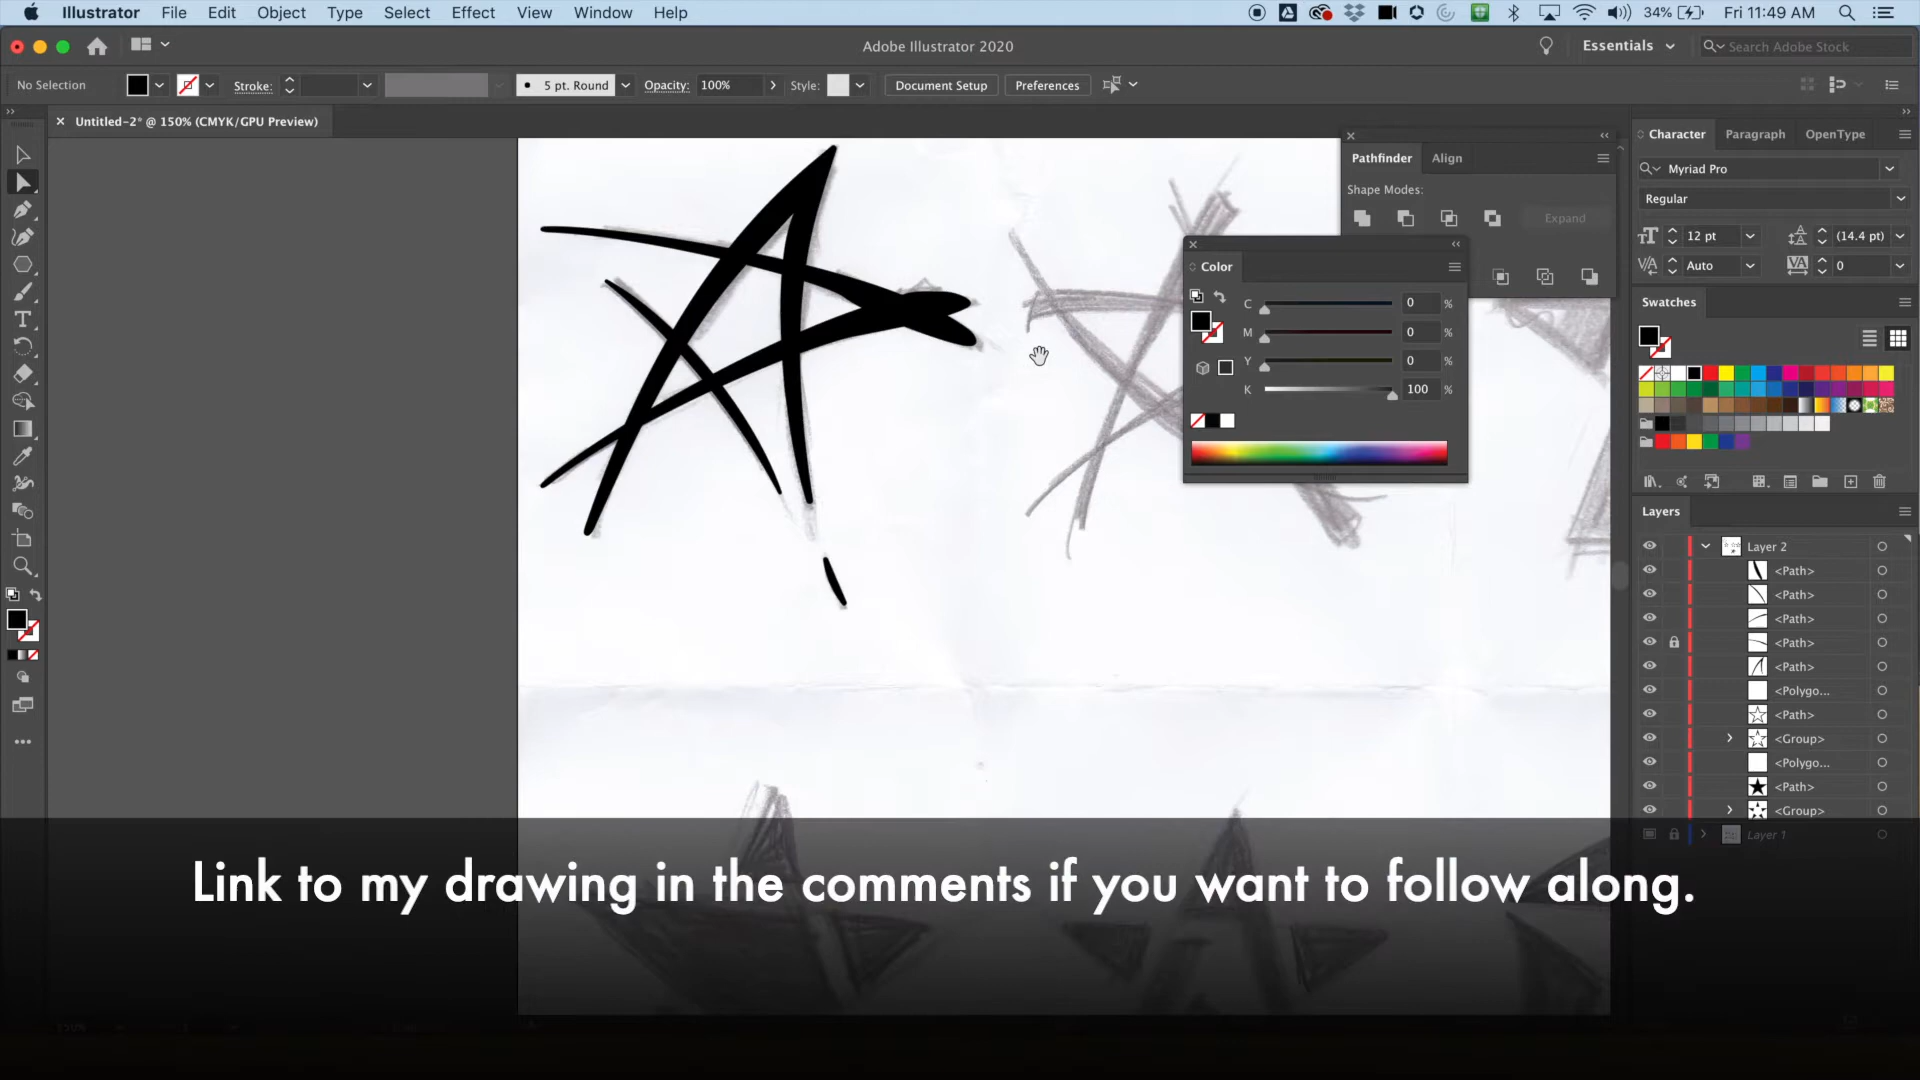 Illustrator File Edit Object Type Select Effect View Window Help 34% Fri 11:49 AM
Adobe Illustrator 2020 Essentials Search Adobe Stock
No Selection Stroke: 5 pt. Round Opacity: 100% Style: Document Setup Preferences
Untitled-2* @ 150% (CMYK/GPU Preview)
Pathfinder Align
Shape Modes:
Expand
Color
C 0 %
M 0 %
Y 0 %
K 100 %
Character Paragraph OpenType
Myriad Pro
Regular
12 pt (14.4 pt)
Auto 0
Swatches
Layers
Layer 2
<Path>
<Path>
<Path>
<Path>
<Path>
<Polygo...
<Path>
<Group>
<Polygo...
<Path>
<Group>
Layer 1
Link to my drawing in the comments if you want to follow along.
150%